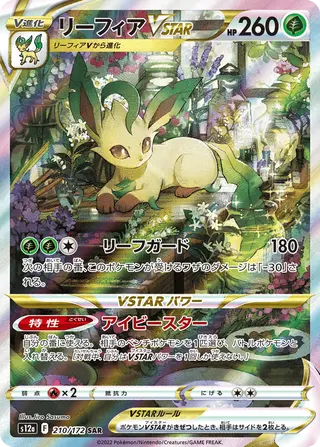 V進化
リーフィアVSTAR HP260
リーフィアVから進化
リーフガード 180
次の相手の番、このポケモンが受けるワザのダメージは「-30」される。
VSTARパワー
特性 とくせい アイビースター
自分の番に使える。相手のベンチポケモンを1匹選び、バトルポケモンと入れ替える。[対戦中、自分はVSTARパワーを1回しか使えない。]
弱点 ×2 抵抗力 にげる
Illus. Jiro Sasumo
VSTARルール
s12a F 210/172 SAR
ポケモンVSTARがきぜつしたとき、相手はサイドを2枚とる。
©2022 Pokémon/Nintendo/Creatures/GAME FREAK.